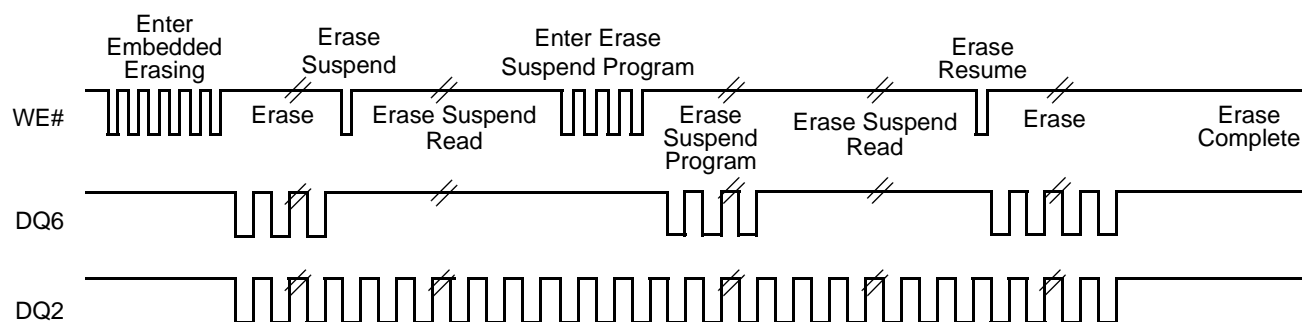 Enter
Embedded
Erasing
Erase
Suspend
Enter Erase
Suspend Program
Erase
Resume
WE#
Erase
Erase Suspend
Read
Erase
Suspend
Program
Erase Suspend
Read
Erase
Erase
Complete
DQ6
DQ2